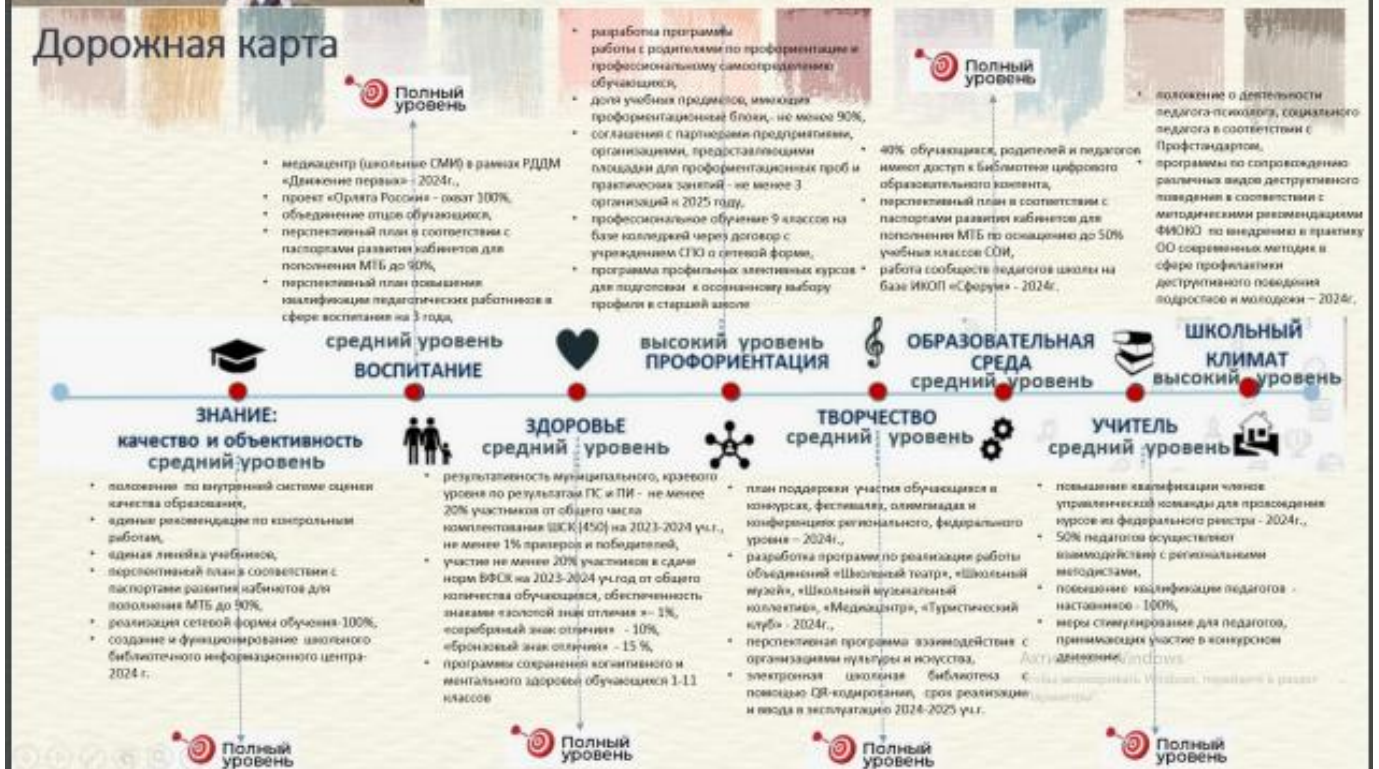 Дорожная карта
Полный
уровень
• медиацентр (школьные СМИ) в рамках РДДМ
«Движение первых» - 2024г.,
• проект «Орлята России» - охват 100%,
• объединение отцов обучающихся,
• перспективный план в соответствии с
паспортами развития кабинетов для
пополнения МТБ до 90%,
• перспективный план повышения
квалификации педагогических работников в
сфере воспитания на 3 года,
• разработка программы
работы с родителями по профориентации и
профессиональному самоопределению
обучающихся,
• доля учебных предметов, имеющих
профориентационные блоки,- не менее 90%,
• соглашения с партнерами-предприятиями,
организациями, предоставляющими
площадки для профориентационных проб и
практических занятий - не менее 3
организаций к 2025 году,
• профессиональное обучение 9 классов на
базе колледжей через договор с
учреждением СПО о сетевой форме,
• программа профильных элективных курсов
для подготовки к осознанному выбору
профиля в старшей школе
Полный
уровень
• 40% обучающихся, родителей и педагогов
имеют доступ к Библиотеке цифрового
образовательного контента,
• перспективный план в соответствии с
паспортами развития кабинетов для
пополнения МТБ по оснащению до 50%
учебных классов СОИ,
• работа сообществ педагогов школы на
базе ИКОП «Сферум» - 2024г.
• положение о деятельности
педагога-психолога, социального
педагога в соответствии с
Профстандартом,
• программы по сопровождению
различных видов деструктивного
поведения в соответствии с
методическими рекомендациями
ФИОКО по внедрению в практику
ОО современных методик в
сфере профилактики
деструктивного поведения
подростков и молодежи – 2024г.
средний уровень
ВОСПИТАНИЕ
высокий уровень
ПРОФОРИЕНТАЦИЯ
ОБРАЗОВАТЕЛЬНАЯ
СРЕДА
средний уровень
ШКОЛЬНЫЙ
КЛИМАТ
высокий уровень
ЗНАНИЕ:
качество и объективность
средний уровень
ЗДОРОВЬЕ
средний уровень
ТВОРЧЕСТВО
средний уровень
УЧИТЕЛЬ
средний уровень
• положение по внутренней системе оценки
качества образования,
• единые рекомендации по контрольным
работам,
• единая линейка учебников,
• перспективный план в соответствии с
паспортами развития кабинетов для
пополнения МТБ до 90%,
• реализация сетевой формы обучения-100%,
• создание и функционирование школьного
библиотечного информационного центра-
2024 г.
• результативность муниципального, краевого
уровня по результатам ПС и ПИ - не менее
20% участников от общего числа
комплектования ШСК (450) на 2023-2024 уч.г.,
не менее 1% призеров и победителей,
• участие не менее 20% участников в сдаче
норм ВФСК на 2023-2024 уч.год от общего
количества обучающихся, обеспеченность
знаками «золотой знак отличия »– 1%,
«серебряный знак отличия» - 10%,
«бронзовый знак отличия» - 15 %,
• программы сохранения когнитивного и
ментального здоровья обучающихся 1-11
классов
• план поддержки участия обучающихся в
конкурсах, фестивалях, олимпиадах и
конференциях регионального, федерального
уровня – 2024г.,
• разработка программ по реализации работы
объединений «Школьный театр», «Школьный
музей», «Школьный музыкальный
коллектив», «Медиацентр», «Туристический
клуб» - 2024г.,
• перспективная программа взаимодействия с
организациями культуры и искусства,
• электронная школьная библиотека с
помощью QR-кодирования, срок реализации
и ввода в эксплуатацию 2024-2025 уч.г.
• повышение квалификации членов
управленческой команды для прохождения
курсов из федерального реестра - 2024г.,
• 50% педагогов осуществляют
взаимодействие с региональными
методистами,
• повышение квалификации педагогов -
наставников - 100%,
• меры стимулирования для педагогов,
принимающих участие в конкурсном
движении
Windows
Полный
уровень
Полный
уровень
Полный
уровень
Полный
уровень